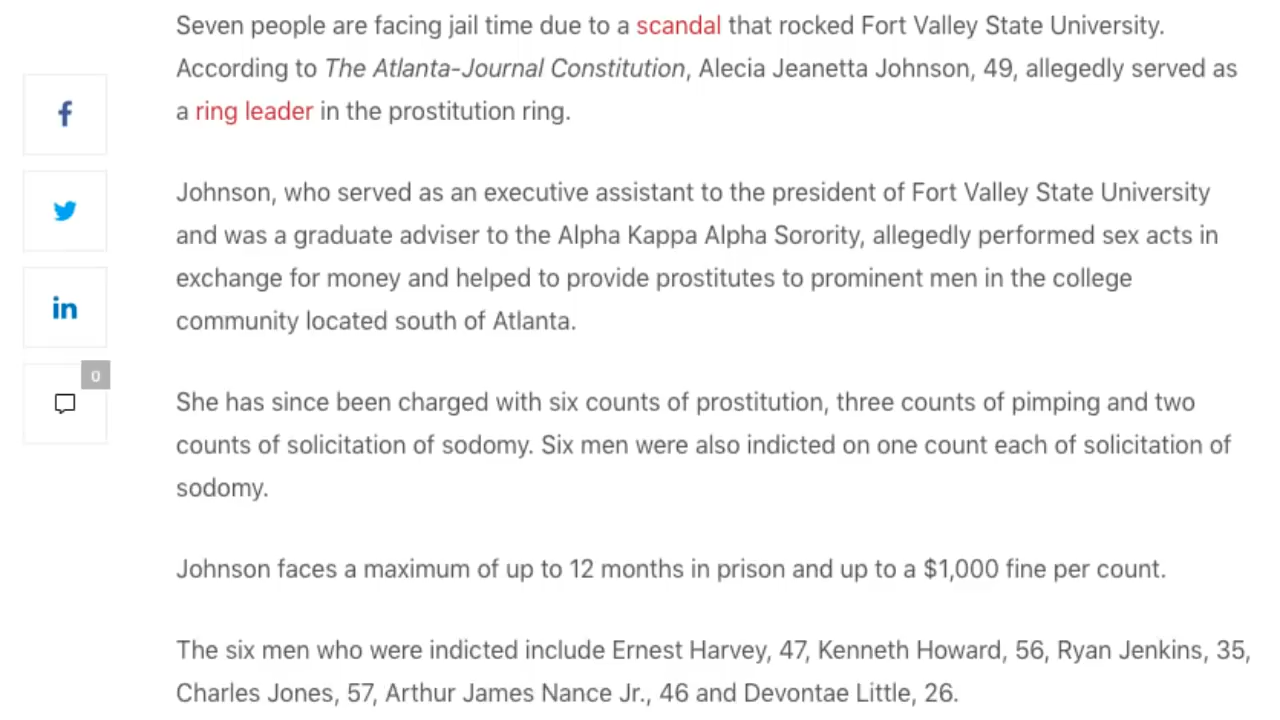 Seven people are facing jail time due to a scandal that rocked Fort Valley State University.
According to The Atlanta-Journal Constitution, Alecia Jeanetta Johnson, 49, allegedly served as
a ring leader in the prostitution ring.
Johnson, who served as an executive assistant to the president of Fort Valley State University
and was a graduate adviser to the Alpha Kappa Alpha Sorority, allegedly performed sex acts in
exchange for money and helped to provide prostitutes to prominent men in the college
community located south of Atlanta.
0
She has since been charged with six counts of prostitution, three counts of pimping and two
counts of solicitation of sodomy. Six men were also indicted on one count each of solicitation of
sodomy.
Johnson faces a maximum of up to 12 months in prison and up to a $1,000 fine per count.
The six men who were indicted include Ernest Harvey, 47, Kenneth Howard, 56, Ryan Jenkins, 35,
Charles Jones, 57, Arthur James Nance Jr., 46 and Devontae Little, 26.